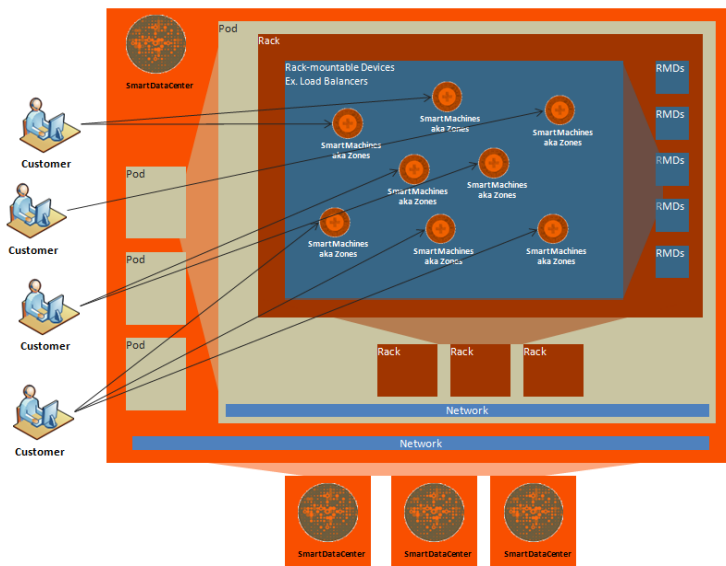 Pod
Rack
Rack-mountable Devices
Ex. Load Balancers
RMDs
SmartDataCenter
SmartMachines
aka Zones
SmartMachines
aka Zones
SmartMachines
aka Zones
RMDs
Customer
Pod
SmartMachines
aka Zones
SmartMachines
aka Zones
RMDs
Customer
SmartMachines
aka Zones
SmartMachines
aka Zones
SmartMachines
aka Zones
RMDs
Pod
RMDs
Customer
Pod
Rack
Rack
Rack
Network
Customer
Network
SmartDataCenter
SmartDataCenter
SmartDataCenter